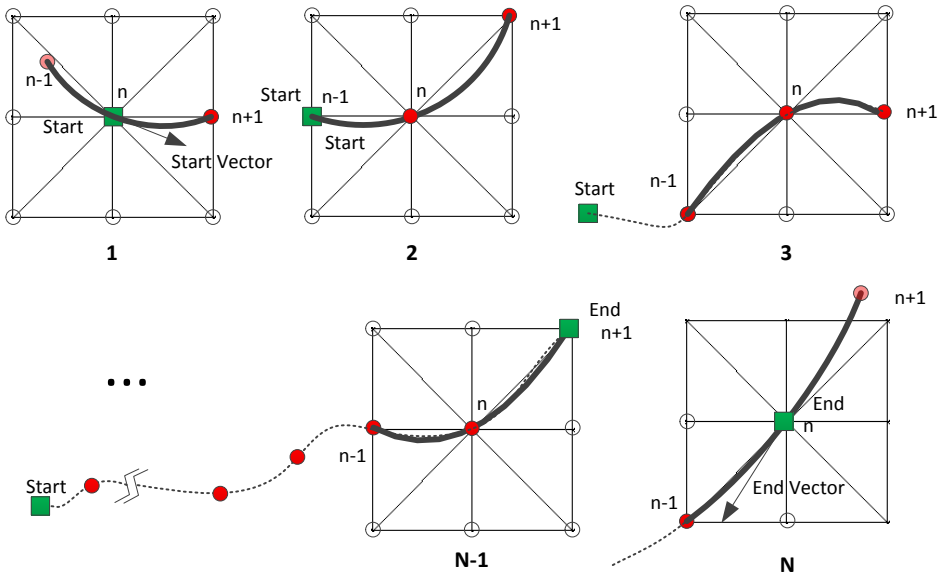 n-1
n
Start
n+1
Start Vector
1
Start
n-1
n
n+1
Start
2
Start
n-1
n
n+1
3
...
Start
n-1
n
End
n+1
N-1
n-1
n
End
n+1
End Vector
N